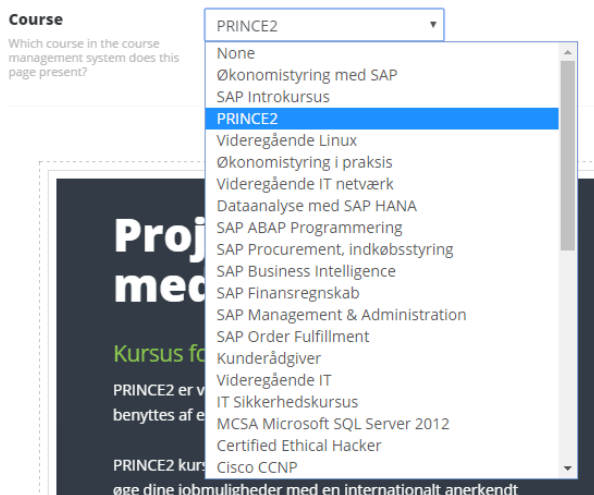 Course
Which course in the course
management system does this
page present?
PRINCE2
None
Økonomistyring med SAP
SAP Introkursus
PRINCE2
Videregående Linux
Økonomistyring i praksis
Videregående IT netværk
Dataanalyse med SAP HANA
SAP ABAP Programmering
SAP Procurement, indkøbsstyring
SAP Business Intelligence
SAP Finansregnskab
SAP Management & Administration
SAP Order Fulfillment
Kunderådgiver
Videregående IT
IT Sikkerhedskursus
MCSA Microsoft SQL Server 2012
Certified Ethical Hacker
Cisco CCNP
Proj
med
Kursus fo
PRINCE2 er v
benyttes af e
PRINCE2 kurs
øge dine jobmuligheder med en internationalt anerkendt